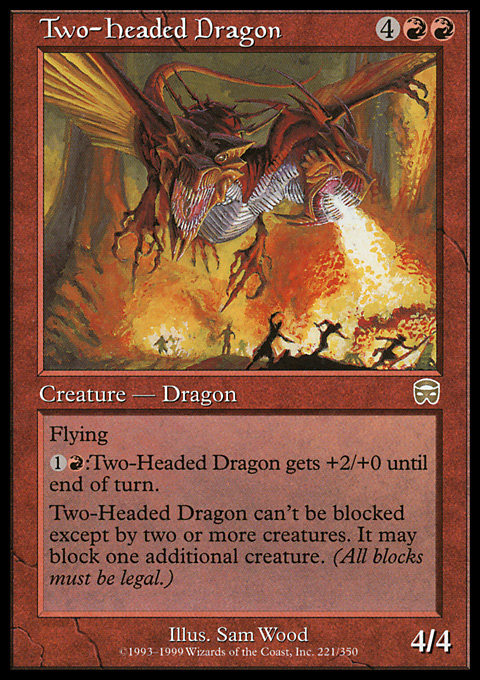 Two-Headed Dragon 4
Creature — Dragon
Flying
1 :Two-Headed Dragon gets +2/+0 until
end of turn.
Two-Headed Dragon can't be blocked
except by two or more creatures. It may
block one additional creature. (All blocks
must be legal.)
Illus. Sam Wood
©1993–1999 Wizards of the Coast, Inc. 221/350
4/4